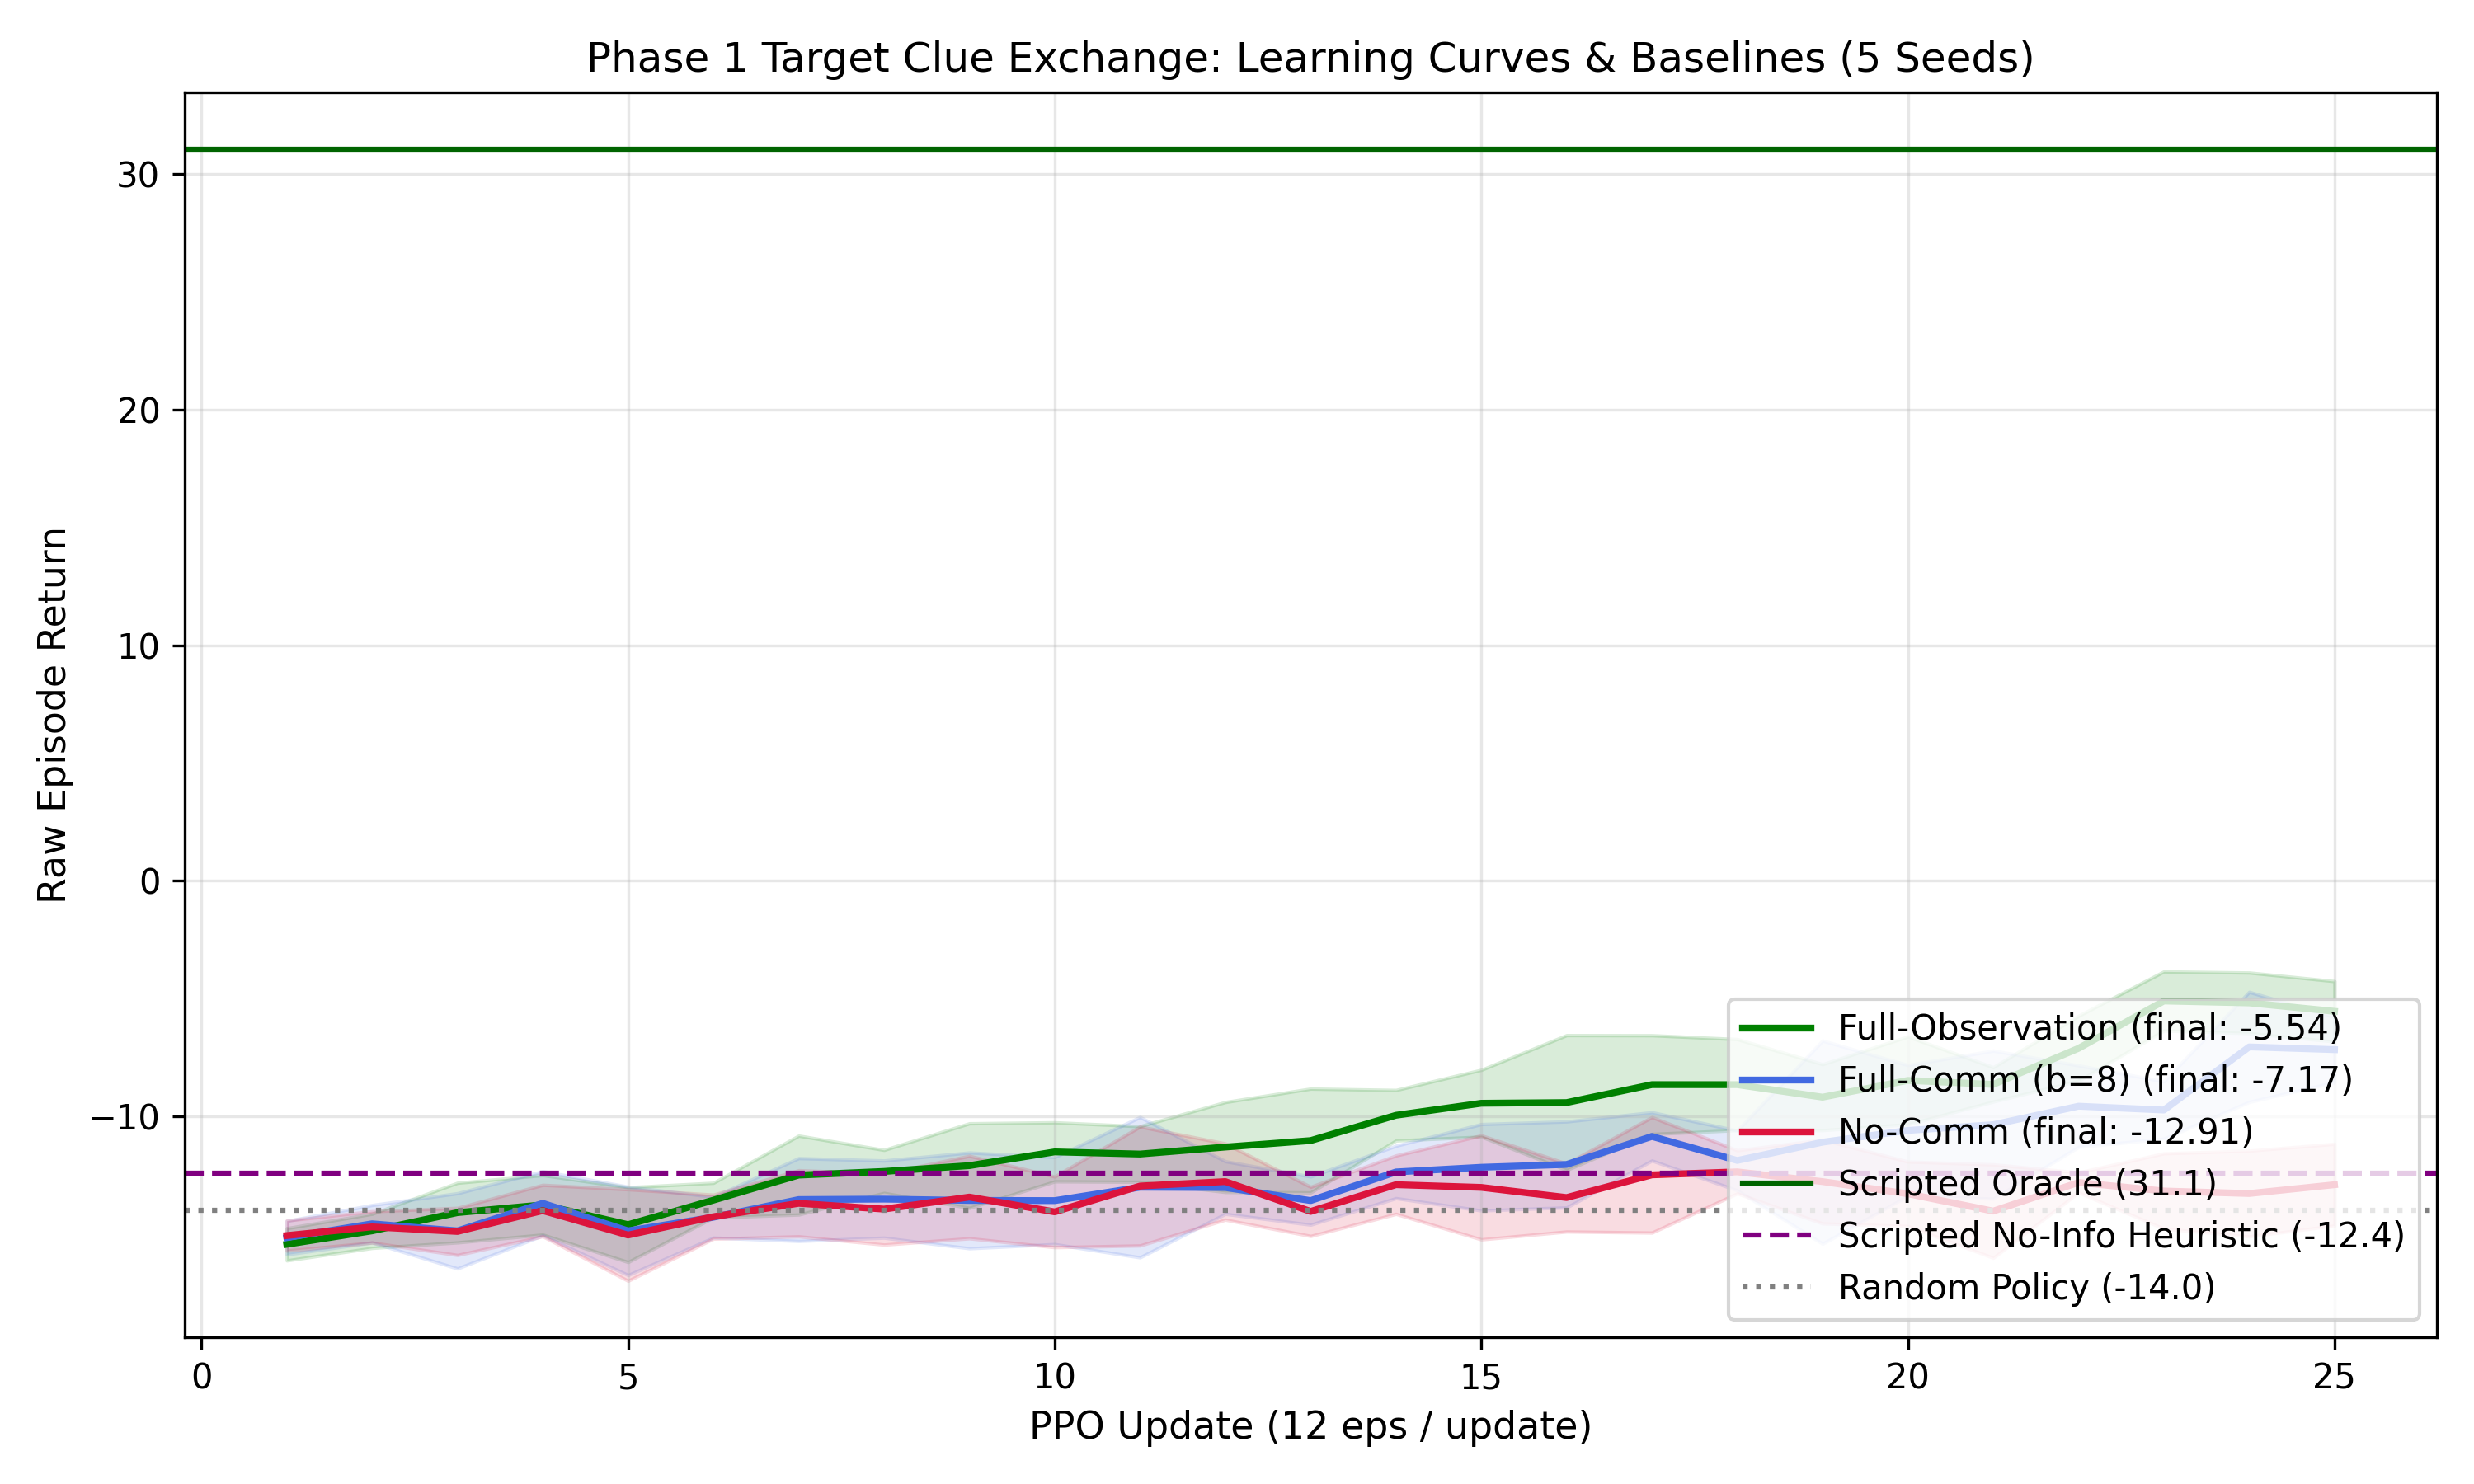 Phase 1 Target Clue Exchange: Learning Curves & Baselines (5 Seeds)
Raw Episode Return
30
20
10
0
−10
Full-Observation (final: -5.54)
Full-Comm (b=8) (final: -7.17)
No-Comm (final: -12.91)
Scripted Oracle (31.1)
Scripted No-Info Heuristic (-12.4)
Random Policy (-14.0)
0
5
10
15
20
25
PPO Update (12 eps / update)